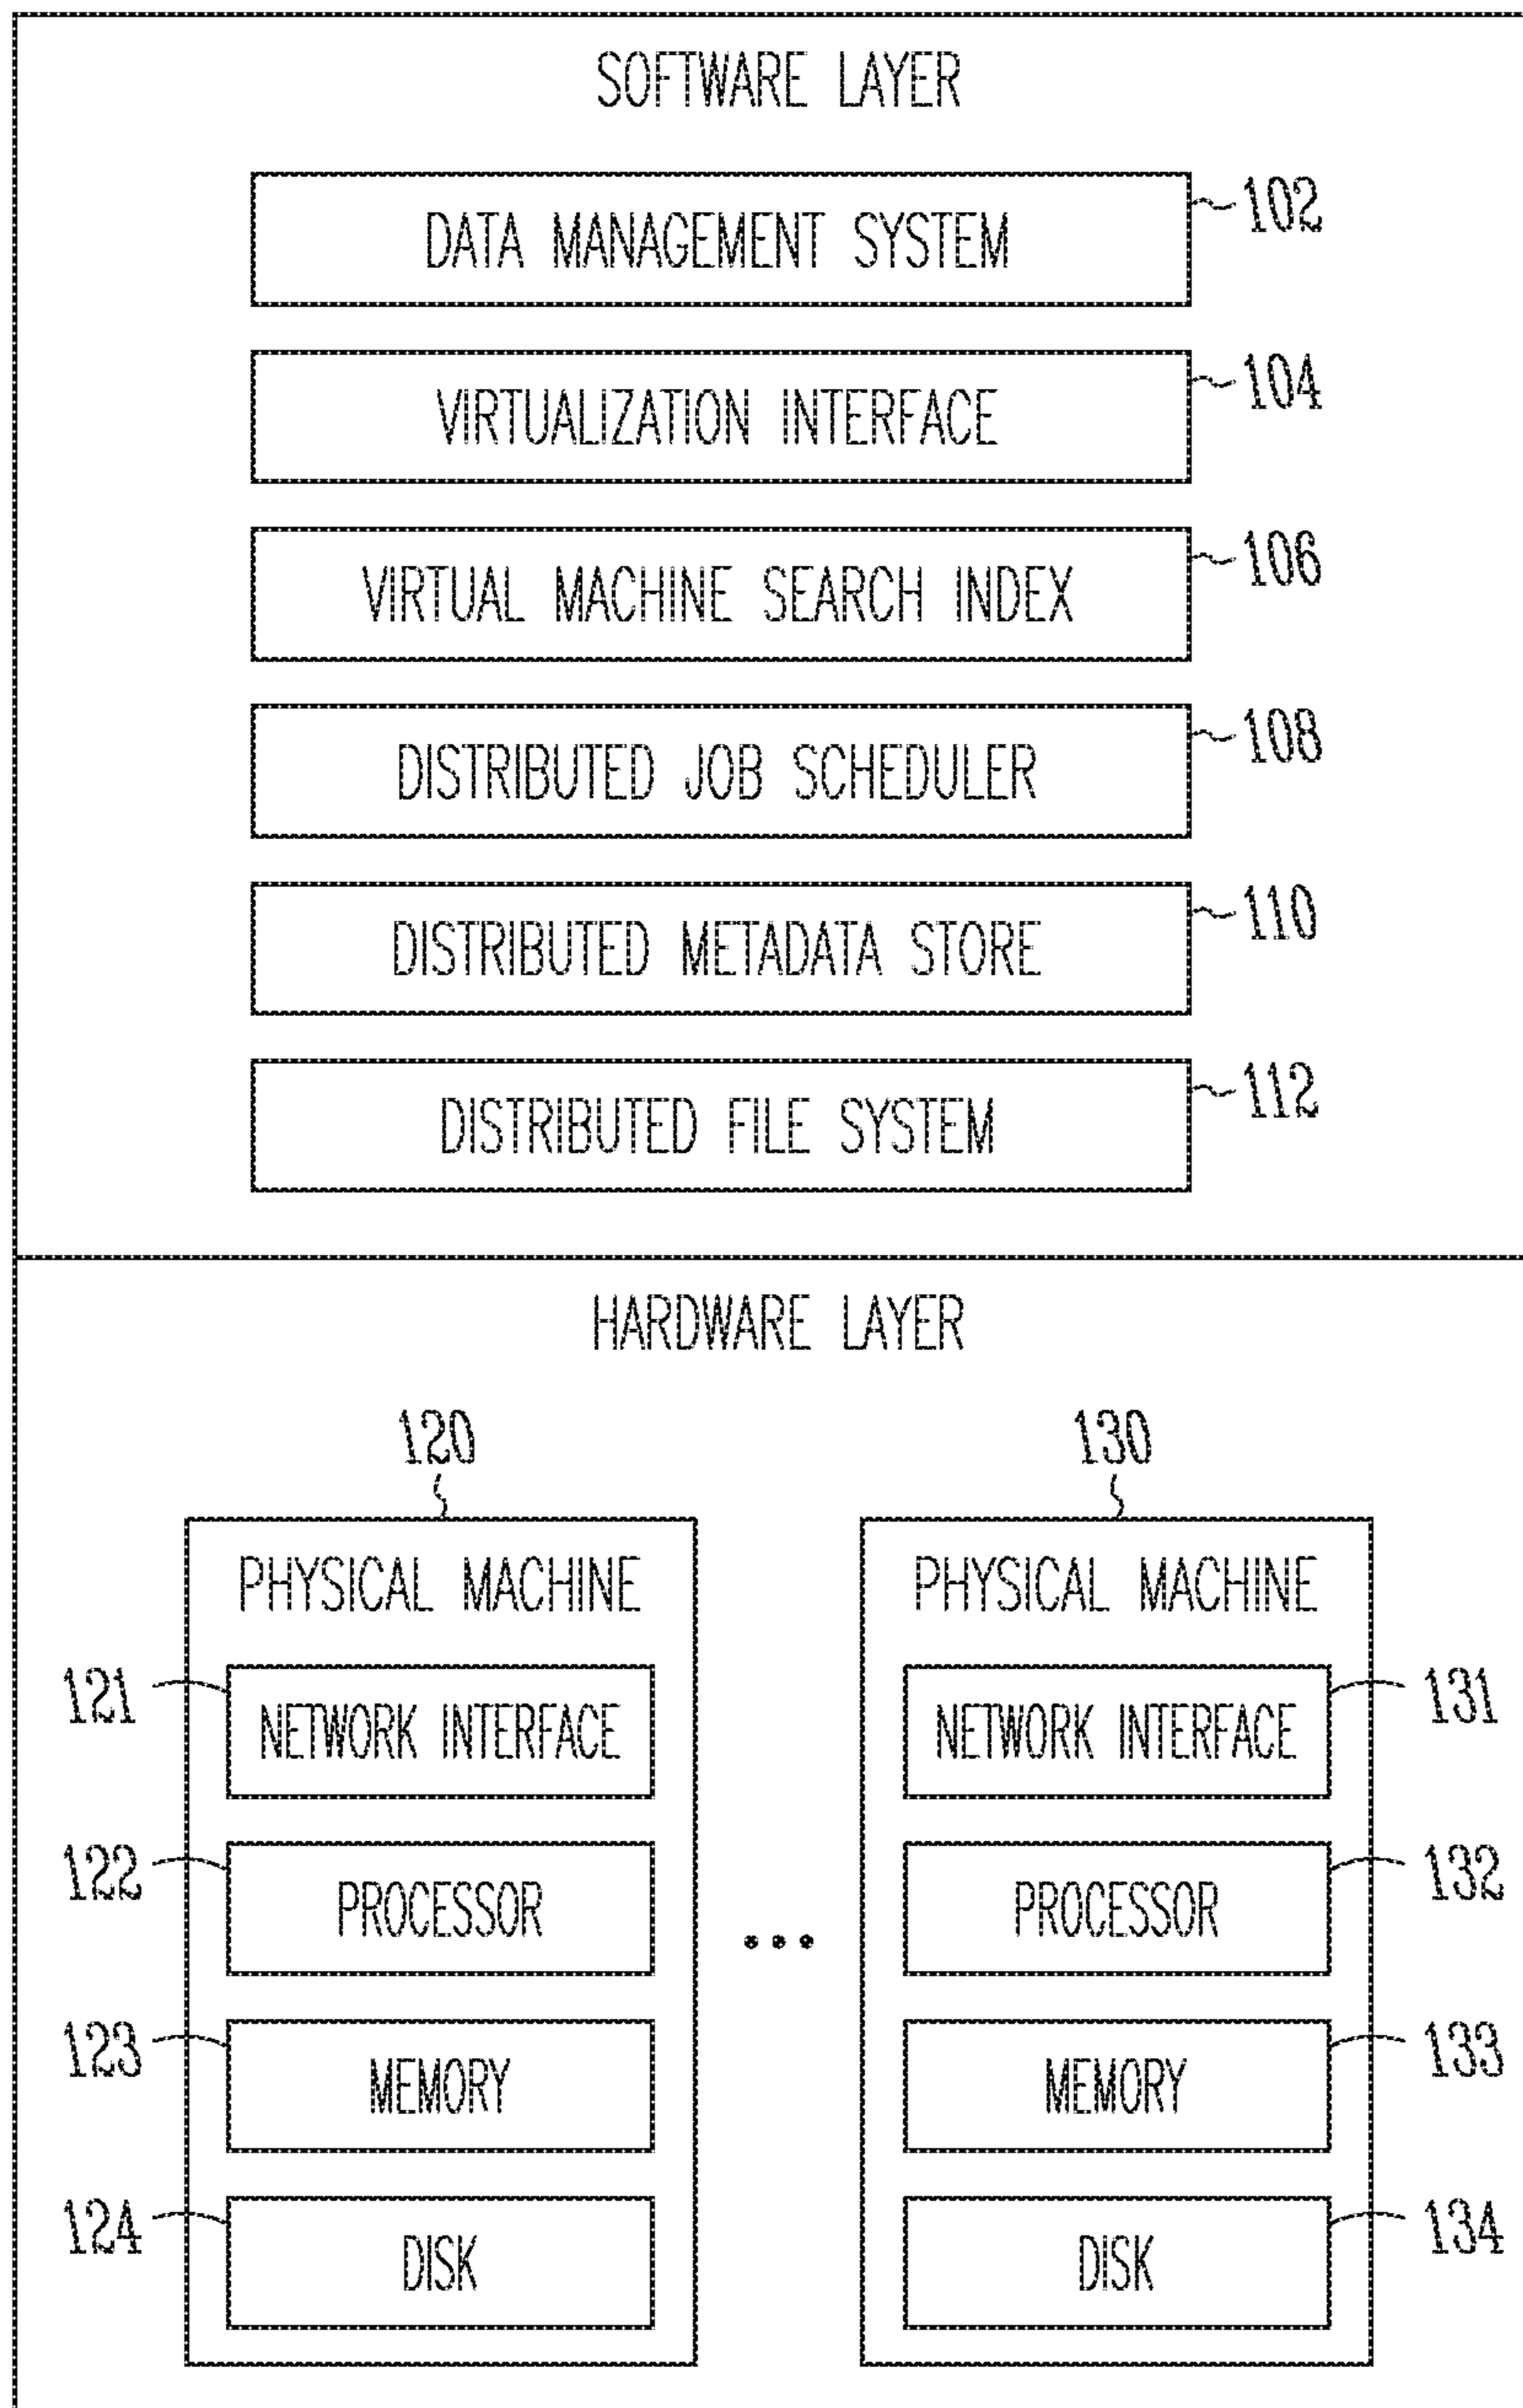 SOFTWARE LAYER
DATA MANAGEMENT SYSTEM 102
VIRTUALIZATION INTERFACE 104
VIRTUAL MACHINE SEARCH INDEX 106
DISTRIBUTED JOB SCHEDULER 108
DISTRIBUTED METADATA STORE 110
DISTRIBUTED FILE SYSTEM 112
HARDWARE LAYER
120
PHYSICAL MACHINE
121 NETWORK INTERFACE
122 PROCESSOR
123 MEMORY
124 DISK
...
130
PHYSICAL MACHINE
NETWORK INTERFACE 131
PROCESSOR 132
MEMORY 133
DISK 134